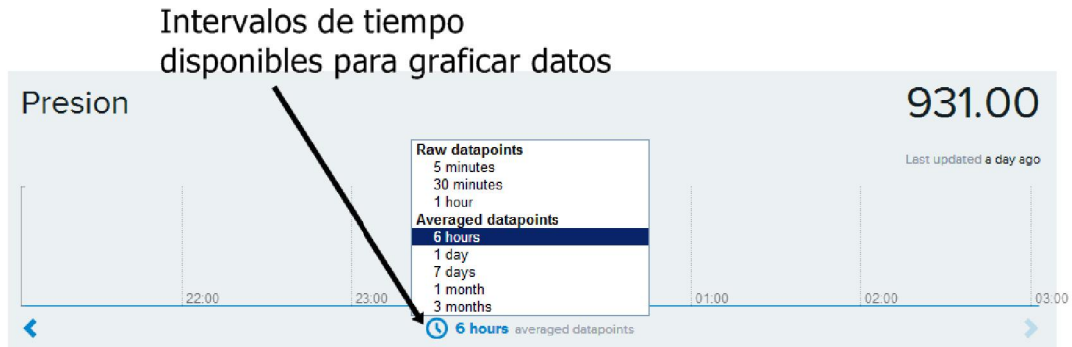 Intervalos de tiempo
disponibles para graficar datos
Presion
931.00
Last updated a day ago
Raw datapoints
5 minutes
30 minutes
1 hour
Averaged datapoints
6 hours
1 day
7 days
1 month
3 months
22:00
23:00
01:00
02:00
03:00
6 hours averaged datapoints